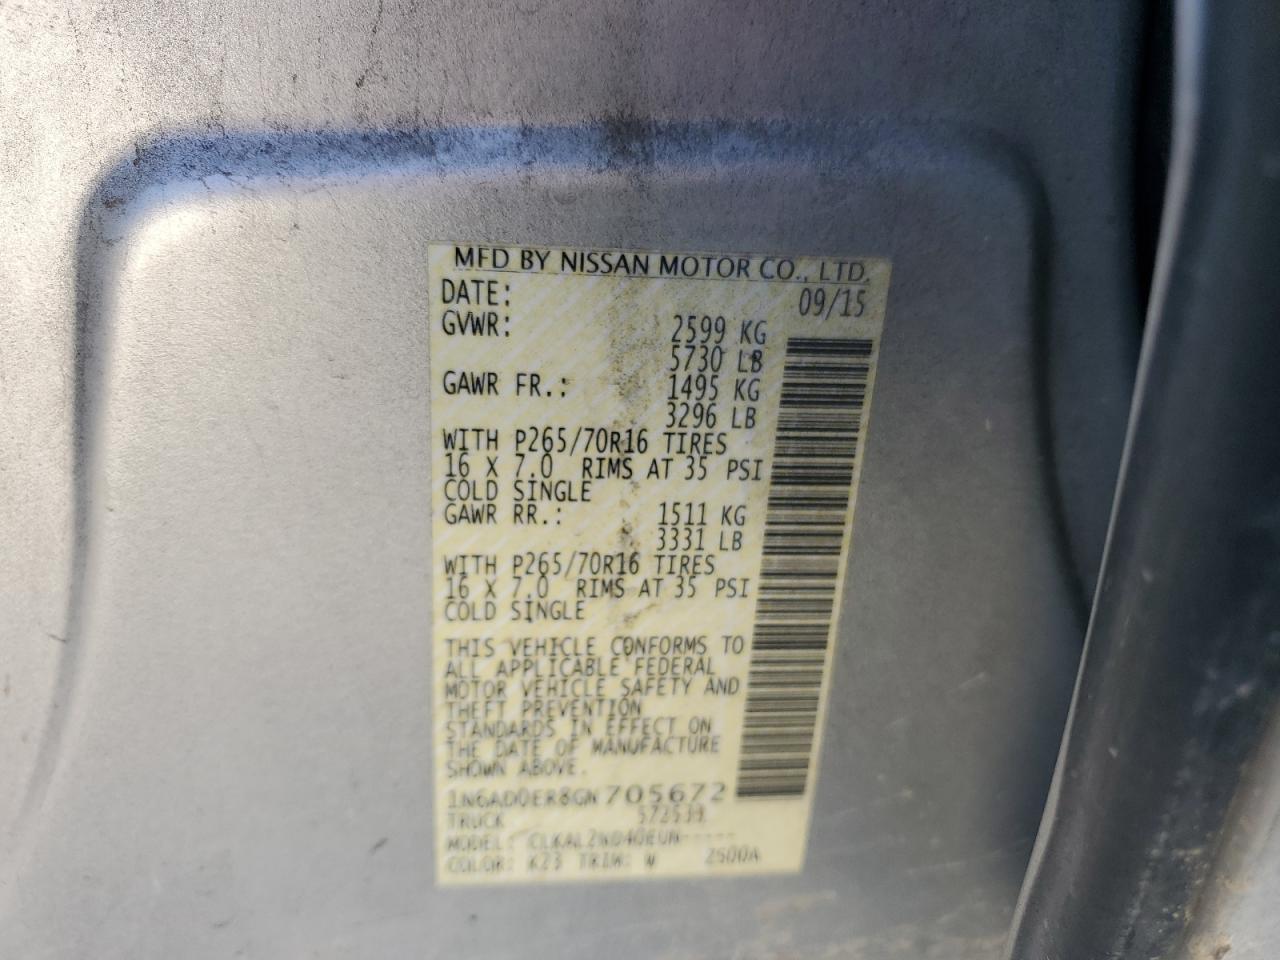 MFD BY NISSAN MOTOR CO., LTD.
DATE: 09/15
GVWR: 2599 KG
5730 LB
GAWR FR.: 1495 KG
3296 LB
WITH P265/70R16 TIRES
16 X 7.0 RIMS AT 35 PSI
COLD SINGLE
GAWR RR.: 1511 KG
3331 LB
WITH P265/70R16 TIRES
16 X 7.0 RIMS AT 35 PSI
COLD SINGLE
THIS VEHICLE CONFORMS TO
ALL APPLICABLE FEDERAL
MOTOR VEHICLE SAFETY AND
THEFT PREVENTION
STANDARDS IN EFFECT ON
THE DATE OF MANUFACTURE
SHOWN ABOVE.
1N6AD0ER8GN705672
TRUCK
MODEL:
COLOR: K23 TRIM: W